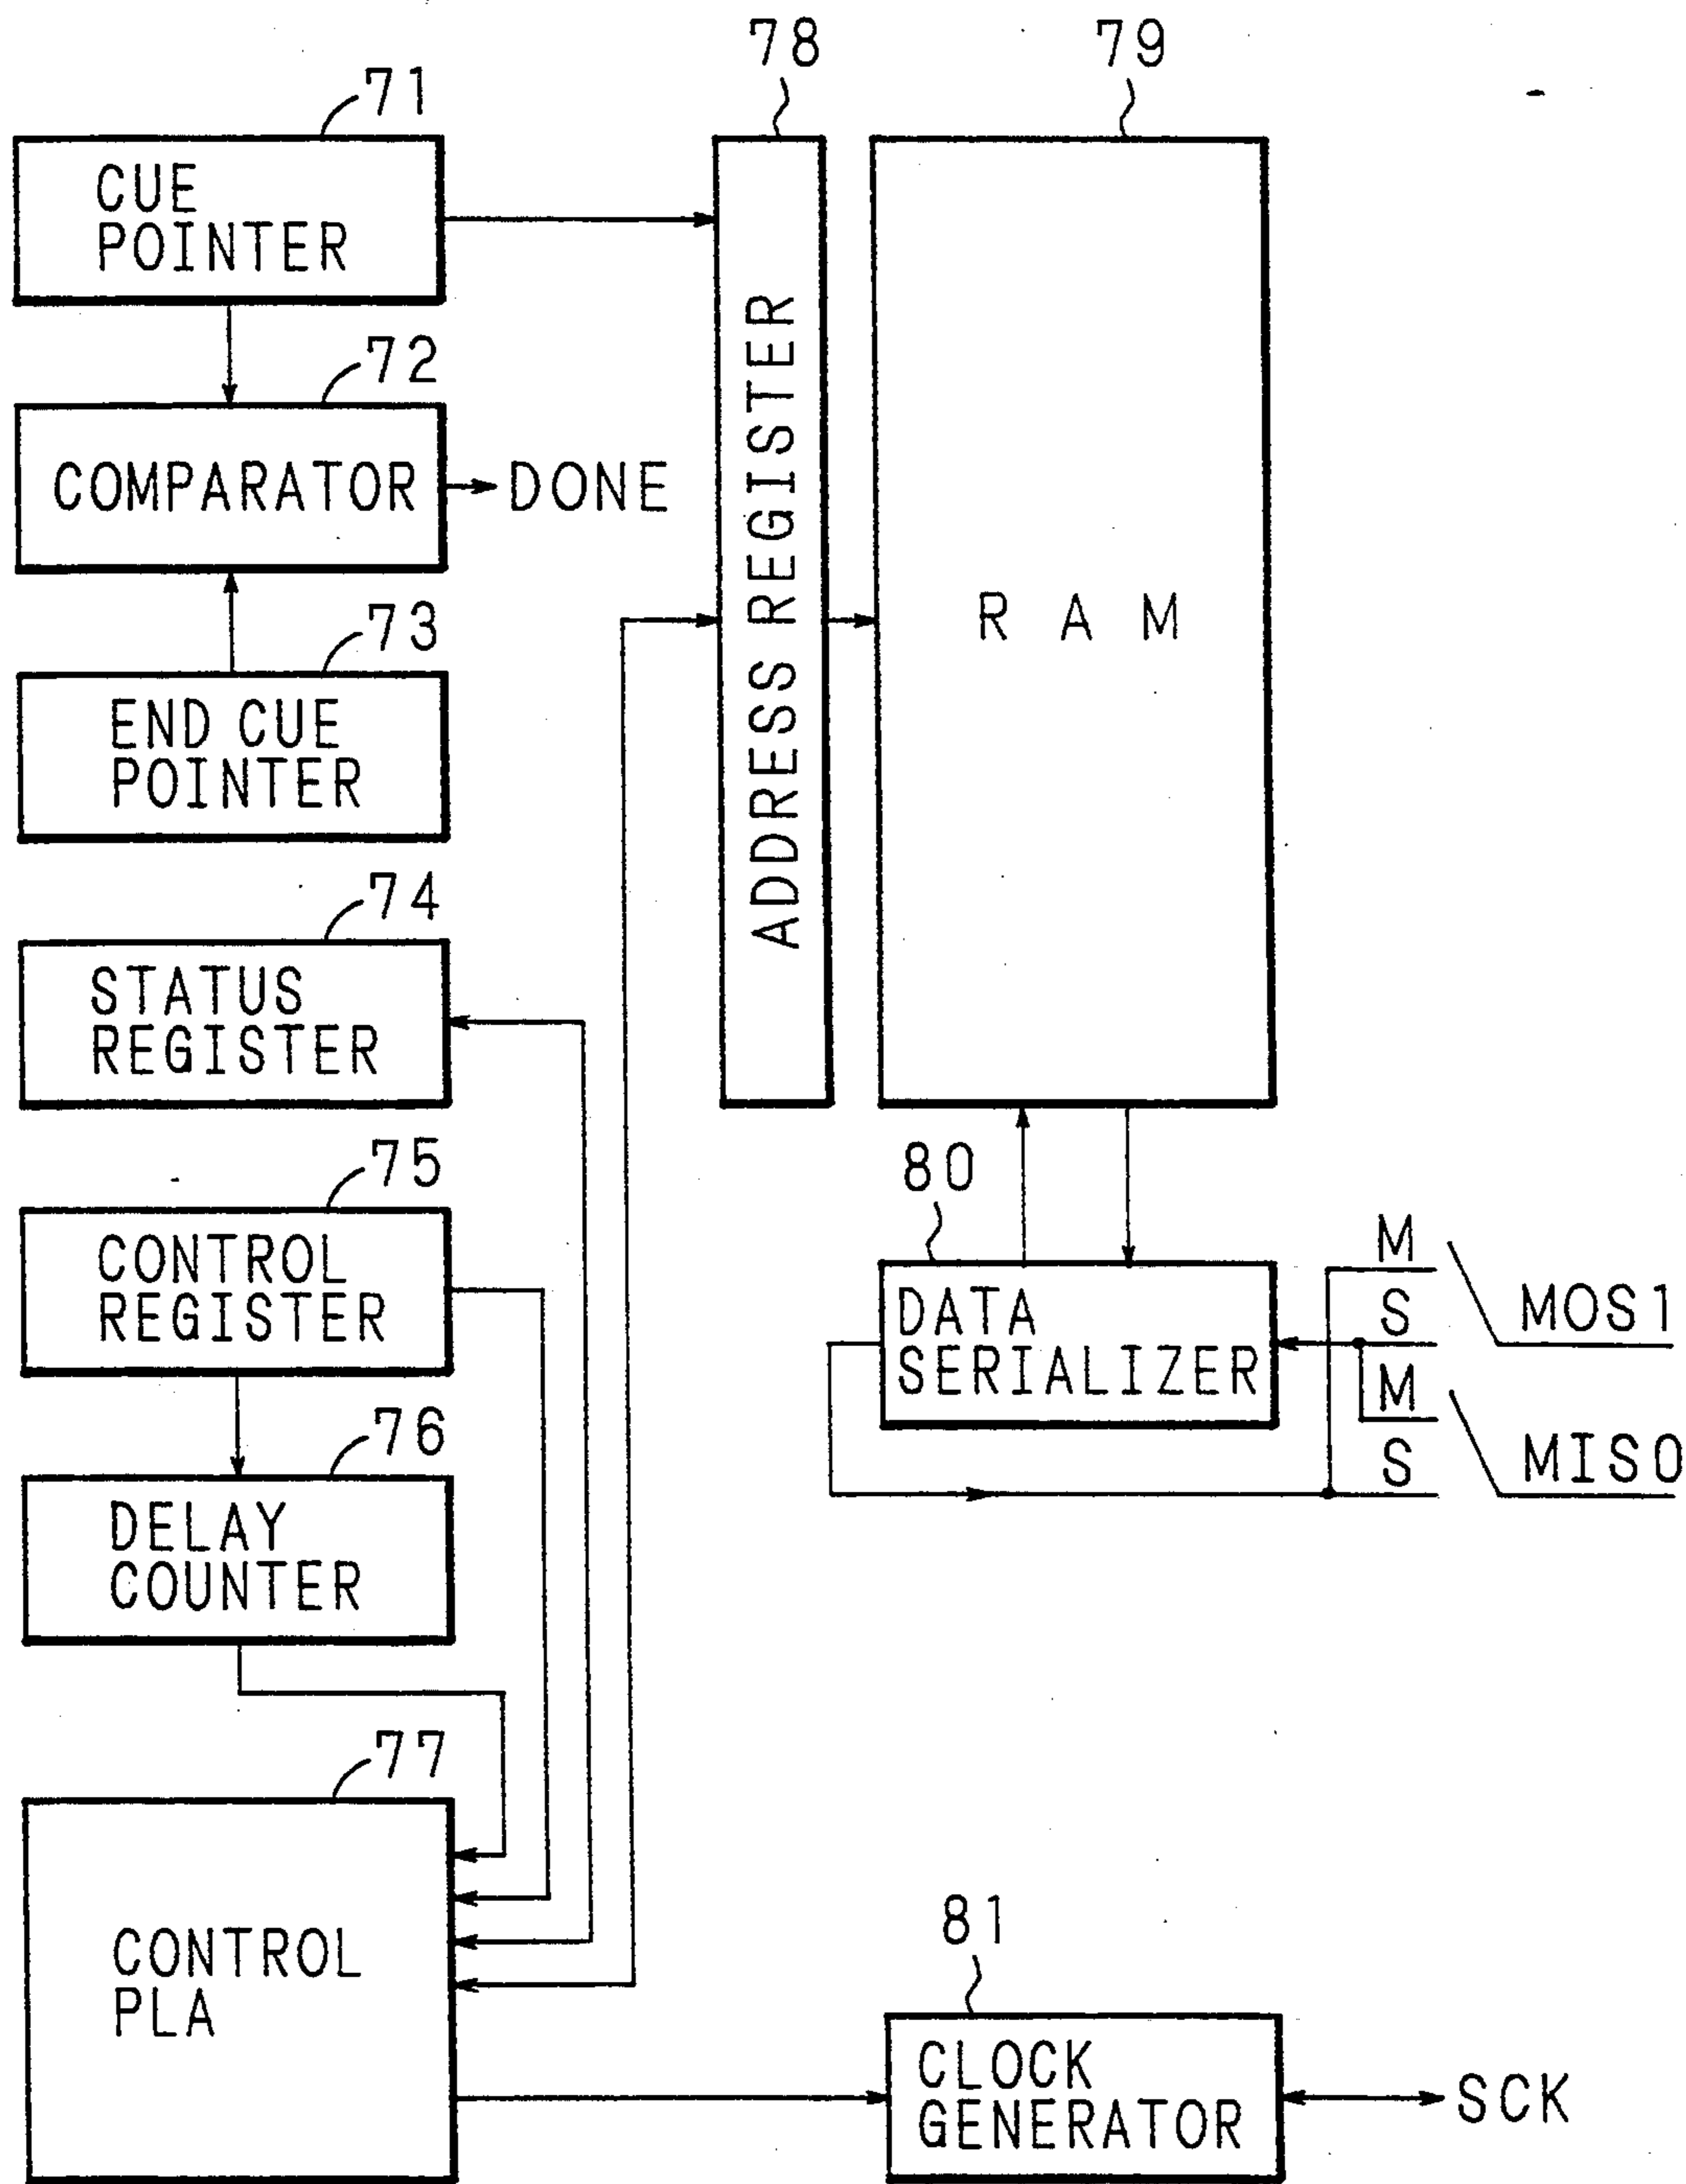 78
79
71
CUE
POINTER
72
COMPARATOR
DONE
73
END CUE
POINTER
ADDRESS REGISTER
R A M
74
STATUS
REGISTER
75
CONTROL
REGISTER
80
DATA
SERIALIZER
M
S
MOS1
M
S
MISO
76
DELAY
COUNTER
77
CONTROL
PLA
81
CLOCK
GENERATOR
SCK